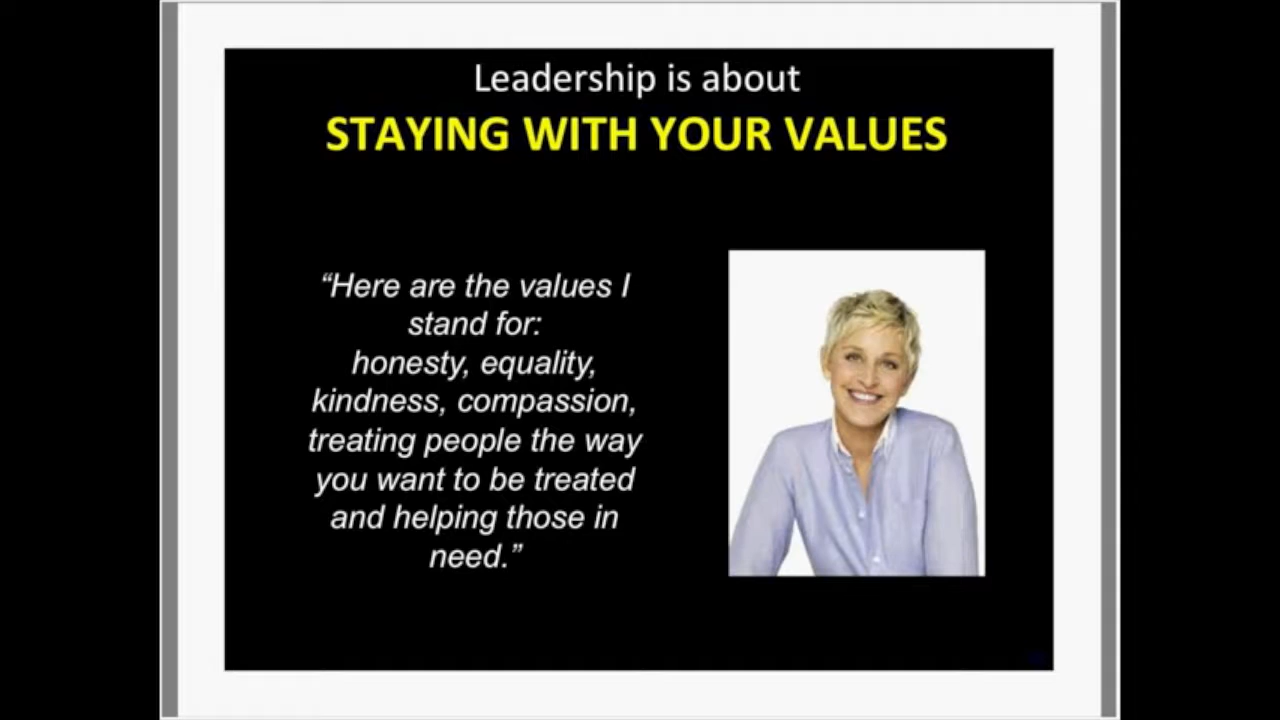 Leadership is about
STAYING WITH YOUR VALUES
“Here are the values I
stand for:
honesty, equality,
kindness, compassion,
treating people the way
you want to be treated
and helping those in
need.”